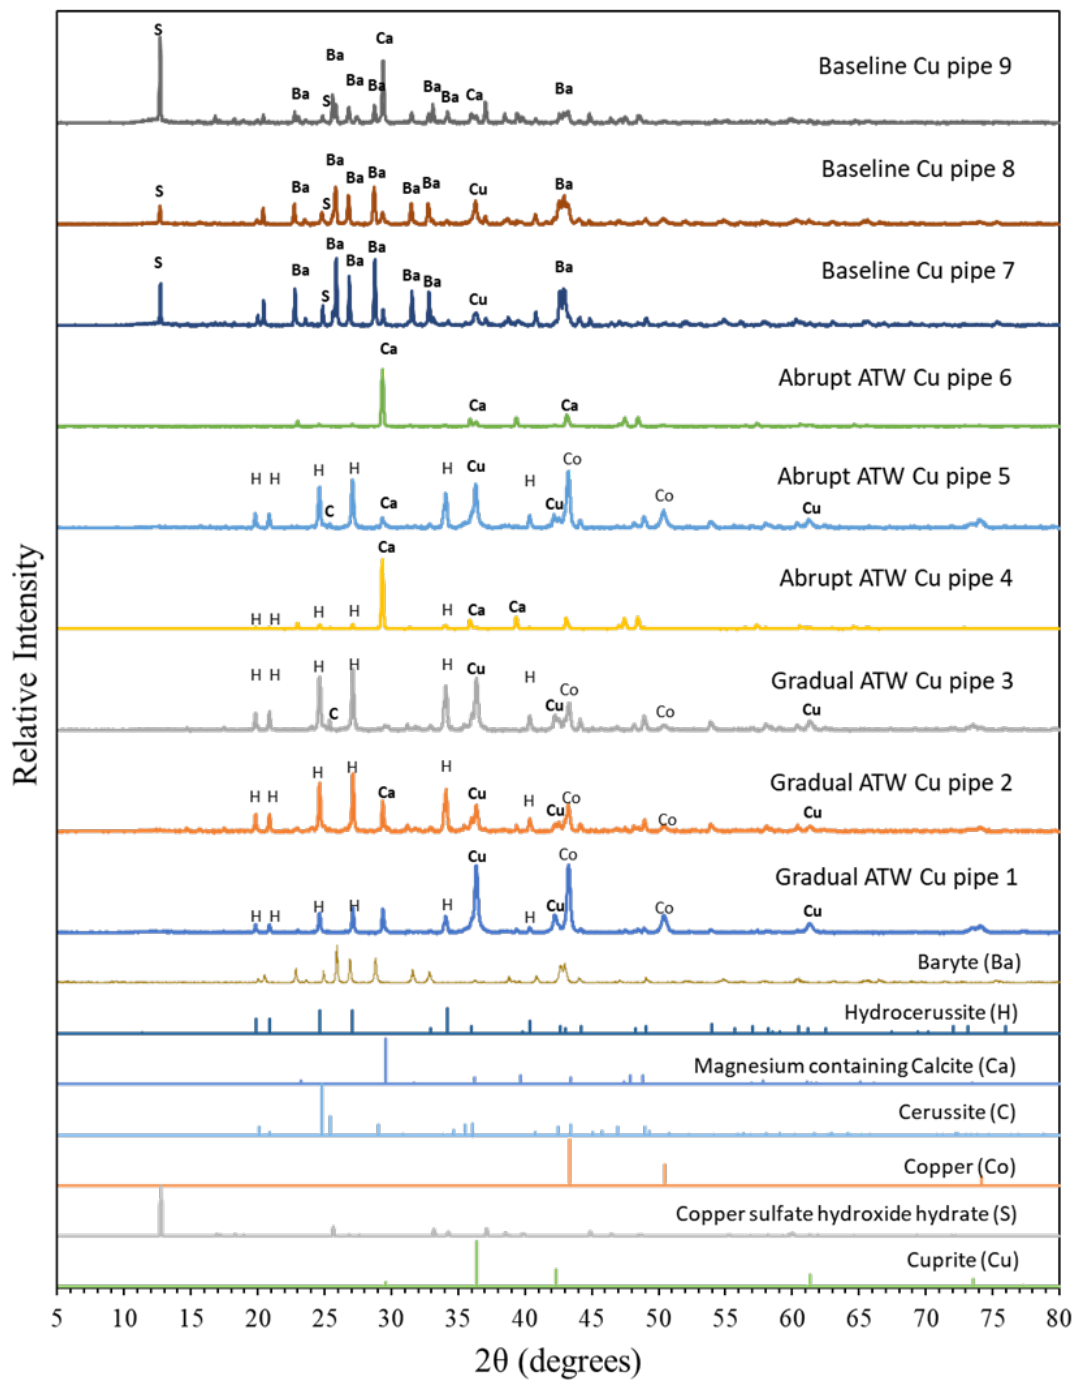 S
Ba
Ba
S
Ba
Ba
Ca
Ba
Ba
Ca
Ba
Baseline Cu pipe 9
S
Ba
S
Ba
Ba
Ba
Ba
Ba
Cu
Ba
Baseline Cu pipe 8
S
Ba
S
Ba
Ba
Ba
Ba
Ba
Cu
Ba
Baseline Cu pipe 7
Ca
Ca
Ca
Abrupt ATW Cu pipe 6
H
H
H
C
H
Ca
H
Cu
H
Cu
Co
Co
Cu
Abrupt ATW Cu pipe 5
H
H
H
H
Ca
H
Ca
Ca
Abrupt ATW Cu pipe 4
H
H
H
C
H
H
Cu
H
Cu
Co
Co
Cu
Gradual ATW Cu pipe 3
H
H
H
H
Ca
H
Cu
H
Cu
Co
Co
Cu
Gradual ATW Cu pipe 2
H
H
H
H
H
Cu
H
Cu
Co
Co
Cu
Gradual ATW Cu pipe 1
Baryte (Ba)
Hydrocerussite (H)
Magnesium containing Calcite (Ca)
Cerussite (C)
Copper (Co)
Copper sulfate hydroxide hydrate (S)
Cuprite (Cu)
Relative Intensity
5 10 15 20 25 30 35 40 45 50 55 60 65 70 75 80
2θ (degrees)